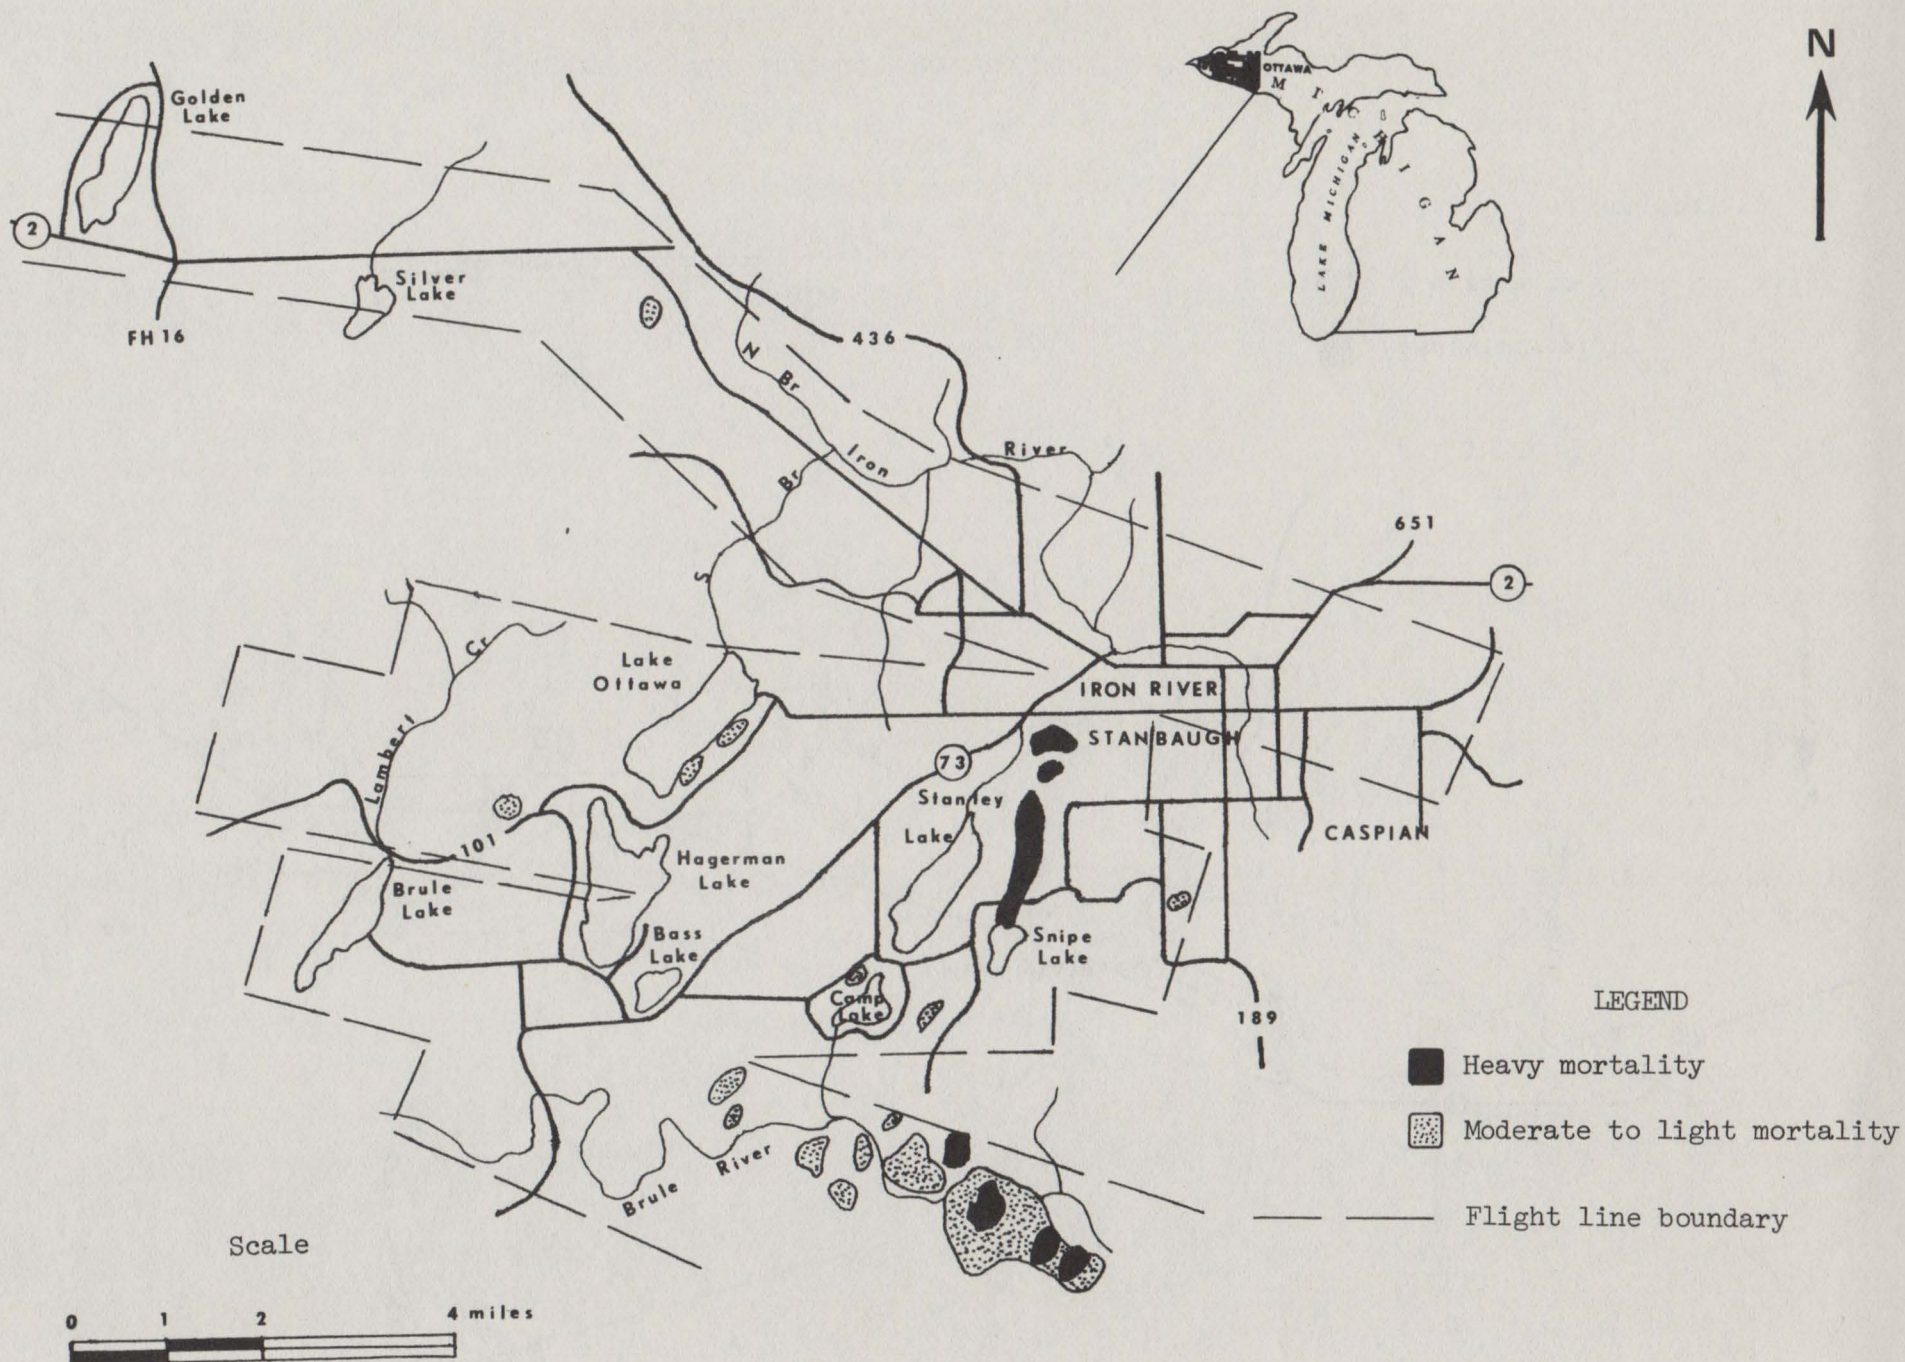 N
OTTAWA
MICHIGAN
LAKE MICHIGAN
Golden
Lake
2
Silver
Lake
FH 16
436
N Br Iron River
S Br
651
2
Lambert Cr
Lake
Ottawa
IRON RIVER
STANBAUGH
73
Stanley
Lake
CASPIAN
101
Hagerman
Lake
Brule
Lake
Bass
Lake
Snipe
Lake
Camp
Lake
189
Brule River
LEGEND
Heavy mortality
Moderate to light mortality
Flight line boundary
Scale
0 1 2 4 miles